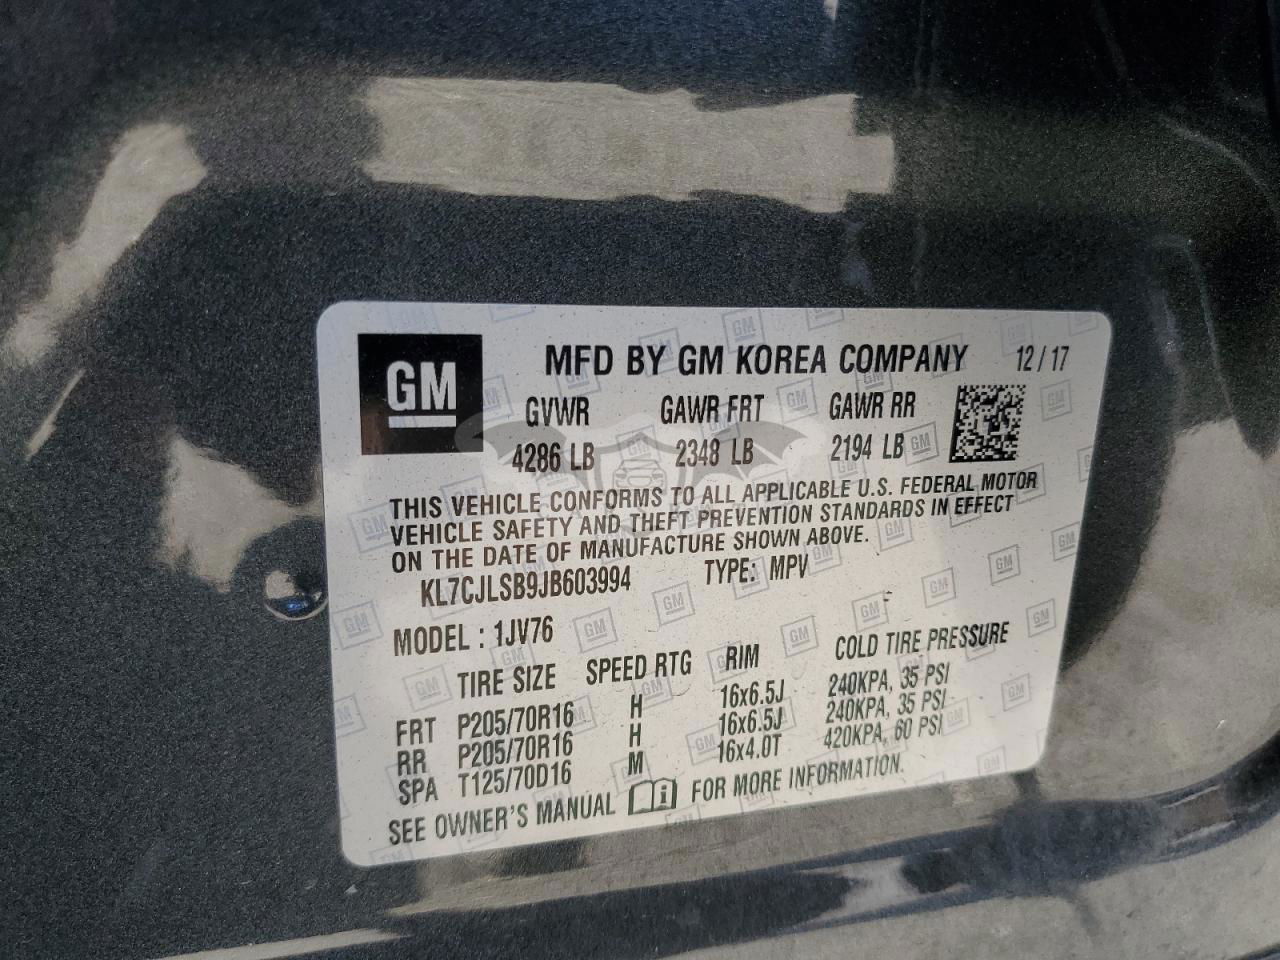 GM
MFD BY GM KOREA COMPANY 12/17
GVWR GAWR FRT GAWR RR
4286 LB 2348 LB 2194 LB
THIS VEHICLE CONFORMS TO ALL APPLICABLE U.S. FEDERAL MOTOR
VEHICLE SAFETY AND THEFT PREVENTION STANDARDS IN EFFECT
ON THE DATE OF MANUFACTURE SHOWN ABOVE.
KL7CJLSB9JB603994 TYPE: MPV
MODEL : 1JV76
TIRE SIZE SPEED RTG RIM COLD TIRE PRESSURE
FRT P205/70R16 H 16x6.5J 240KPA, 35 PSI
RR P205/70R16 H 16x6.5J 240KPA, 35 PSI
SPA T125/70D16 M 16x4.0T 420KPA, 60 PSI
SEE OWNER'S MANUAL i FOR MORE INFORMATION.